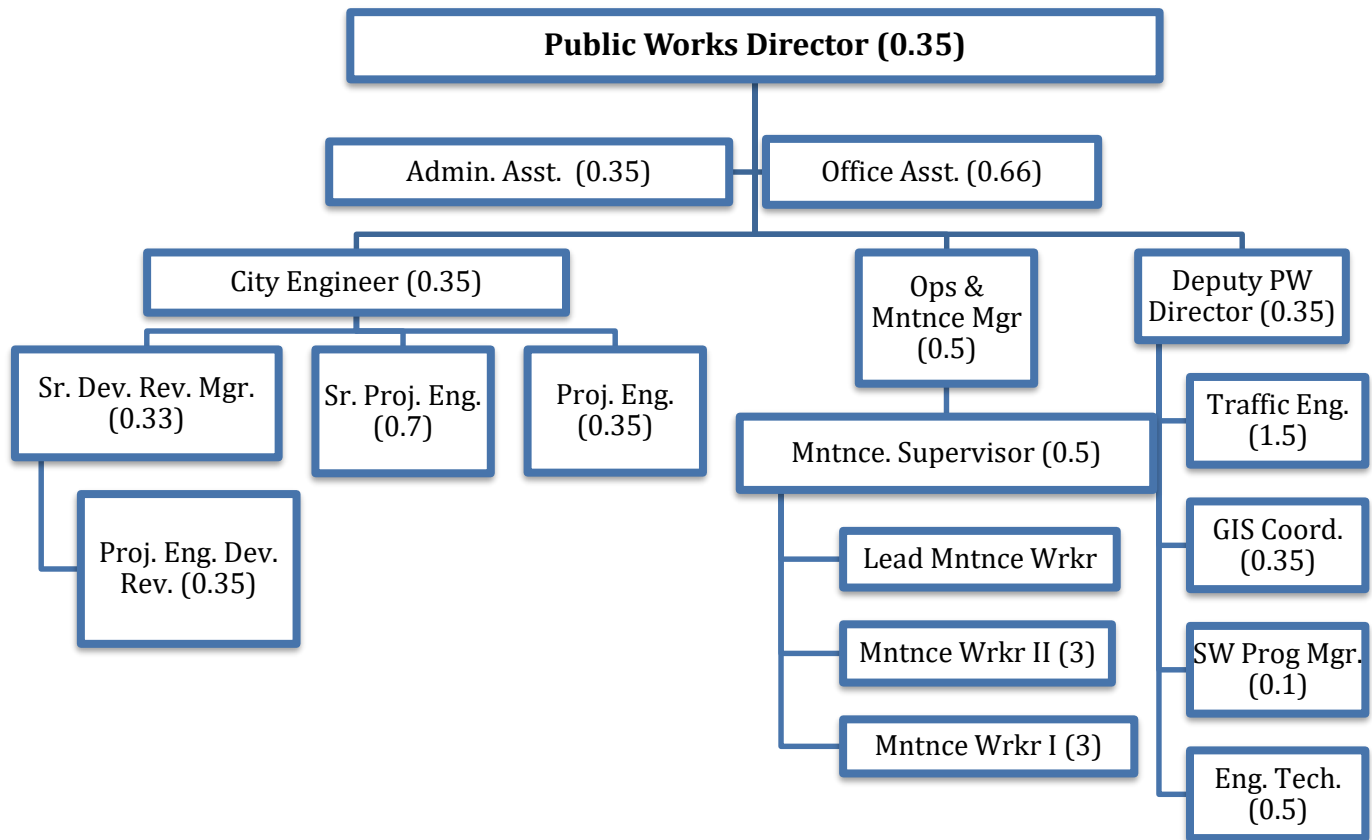 Public Works Director (0.35)
Admin. Asst.  (0.35)
Office Asst. (0.66)
City Engineer (0.35)
Ops &
Mntnce Mgr
(0.5)
Deputy PW
Director (0.35)
Sr. Dev. Rev. Mgr.
(0.33)
Sr. Proj. Eng.
(0.7)
Proj. Eng.
(0.35)
Proj. Eng. Dev.
Rev. (0.35)
Mntnce. Supervisor (0.5)
Lead Mntnce Wrkr
Mntnce Wrkr II (3)
Mntnce Wrkr I (3)
Traffic Eng.
(1.5)
GIS Coord.
(0.35)
SW Prog Mgr.
(0.1)
Eng. Tech.
(0.5)